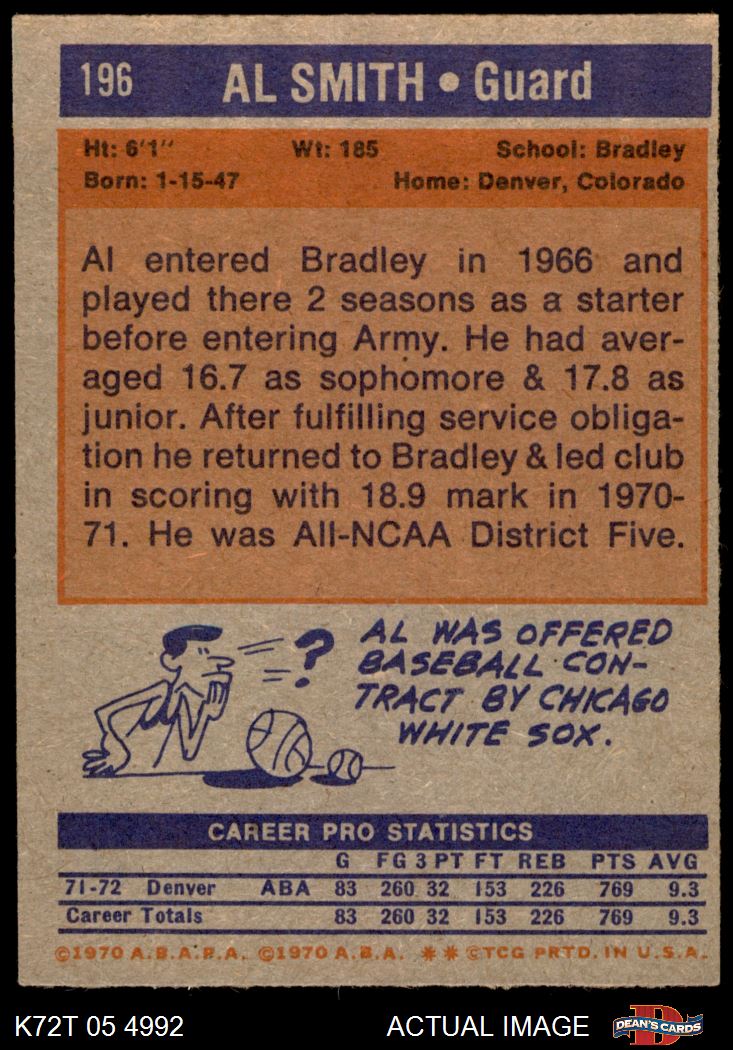 196 AL SMITH • Guard
Ht: 6'1" Wt: 185 School: Bradley
Born: 1-15-47 Home: Denver, Colorado
Al entered Bradley in 1966 and
played there 2 seasons as a starter
before entering Army. He had aver-
aged 16.7 as sophomore & 17.8 as
junior. After fulfilling service obliga-
tion he returned to Bradley & led club
in scoring with 18.9 mark in 1970-
71. He was All-NCAA District Five.
?
AL WAS OFFERED
BASEBALL CON-
TRACT BY CHICAGO
WHITE SOX.
CAREER PRO STATISTICS
G FG 3 PT FT REB PTS AVG
71-72 Denver ABA 83 260 32 153 226 769 9.3
Career Totals 83 260 32 153 226 769 9.3
©1970 A.B.A.P.A. ©1970 A.B.A. ** ©TCG PRTD. IN U.S.A.
K72T 05 4992 ACTUAL IMAGE D DEAN'S CARDS